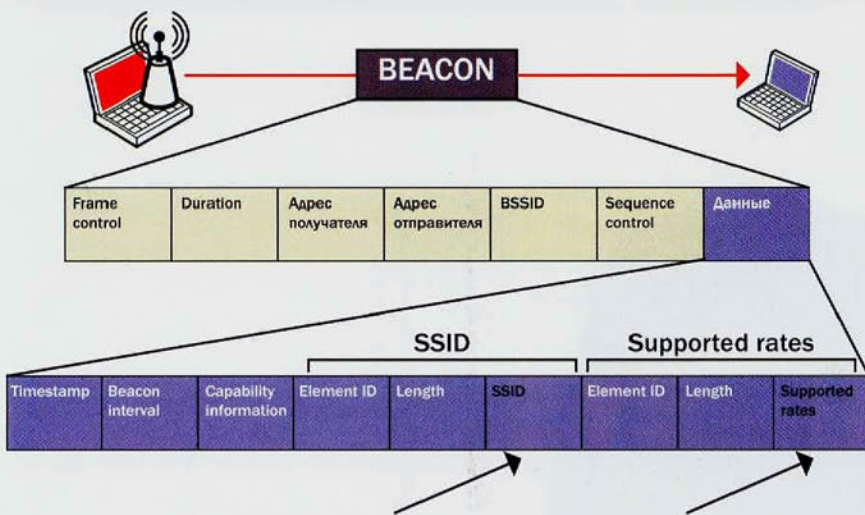 BEACON
Frame control
Duration
Адрес получателя
Адрес отправителя
BSSID
Sequence control
Данные
SSID
Supported rates
Timestamp
Beacon interval
Capability information
Element ID
Length
SSID
Element ID
Length
Supported rates